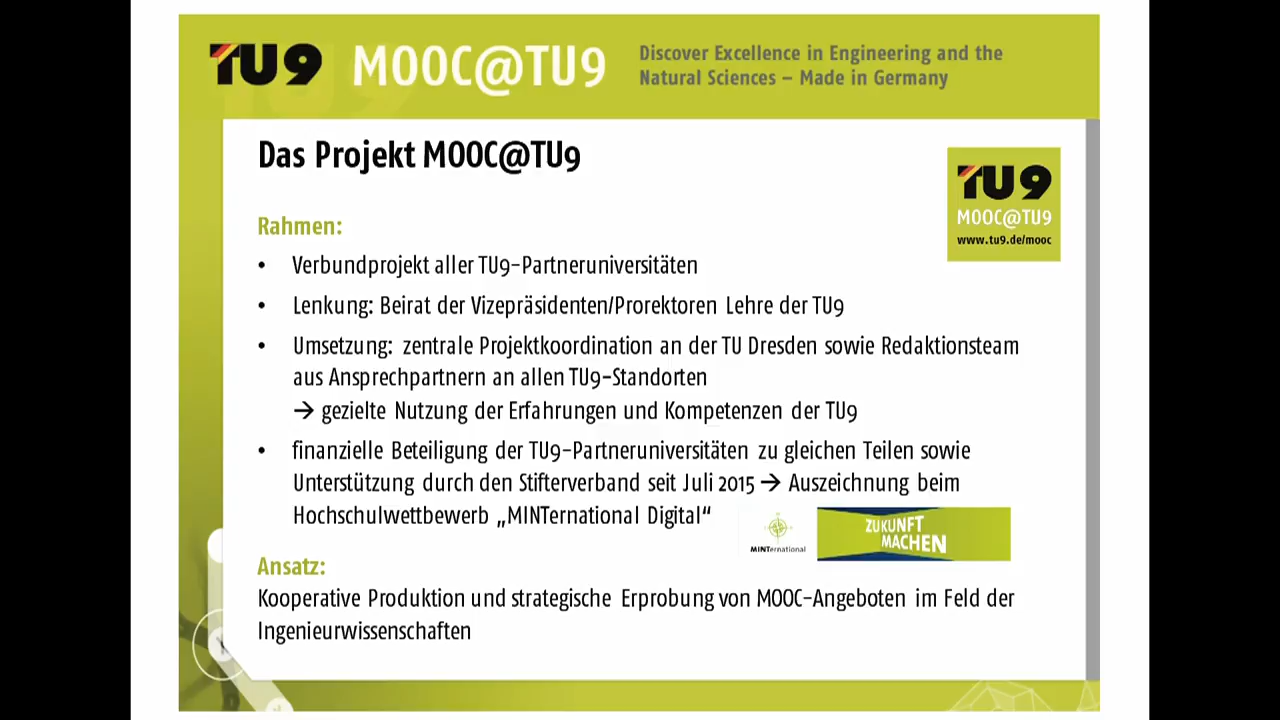 TU9 MOOC@TU9
Discover Excellence in Engineering and the
Natural Sciences – Made in Germany
Das Projekt MOOC@TU9
TU9
MOOC@TU9
www.tu9.de/mooc
Rahmen:
• Verbundprojekt aller TU9-Partneruniversitäten
• Lenkung: Beirat der Vizepräsidenten/Prorektoren Lehre der TU9
• Umsetzung: zentrale Projektkoordination an der TU Dresden sowie Redaktionsteam
aus Ansprechpartnern an allen TU9-Standorten
→ gezielte Nutzung der Erfahrungen und Kompetenzen der TU9
• finanzielle Beteiligung der TU9-Partneruniversitäten zu gleichen Teilen sowie
Unterstützung durch den Stifterverband seit Juli 2015 → Auszeichnung beim
Hochschulwettbewerb „MINTernational Digital“
MINTernational
ZUKUNFT
MACHEN
Ansatz:
Kooperative Produktion und strategische Erprobung von MOOC-Angeboten im Feld der
Ingenieurwissenschaften